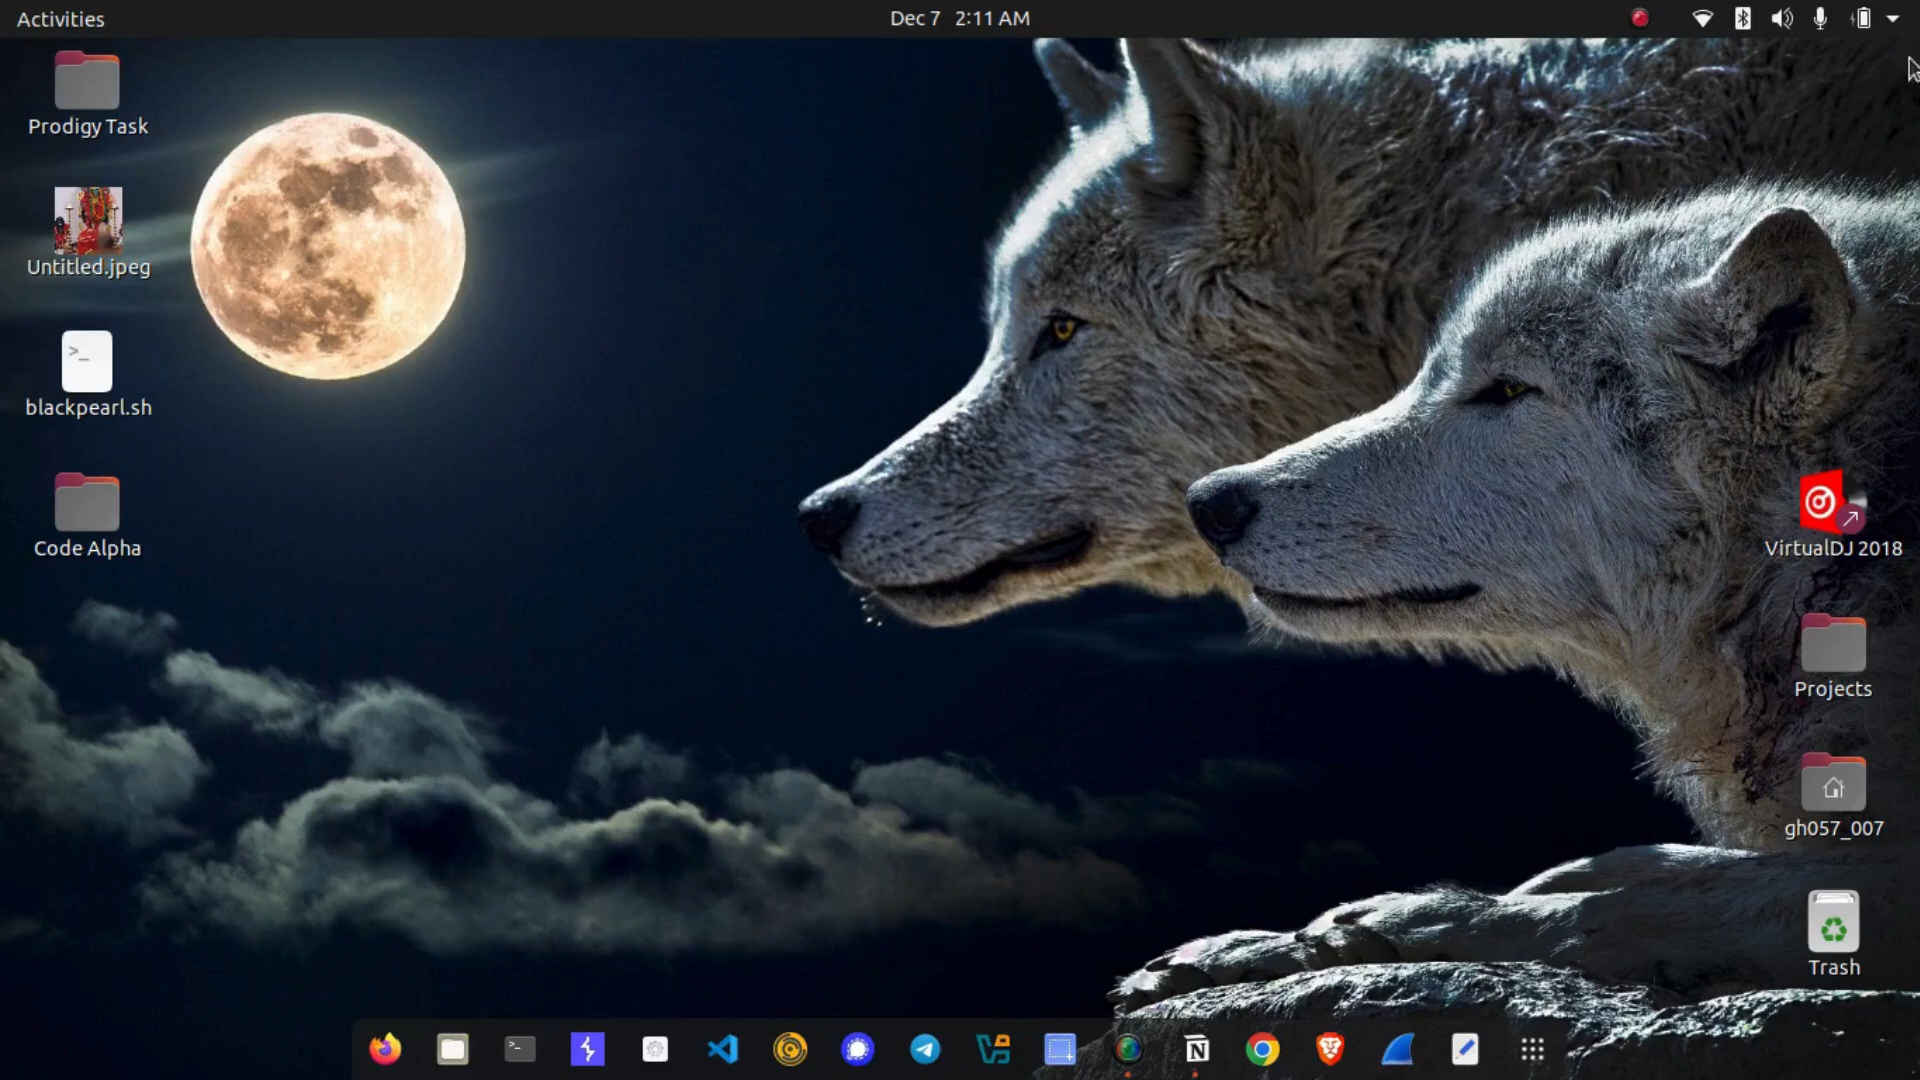 Activities
Dec 7 2:11 AM
Prodigy Task
Untitled.jpeg
>_
blackpearl.sh
Code Alpha
VirtualDJ 2018
Projects
gh057_007
Trash
>_
N